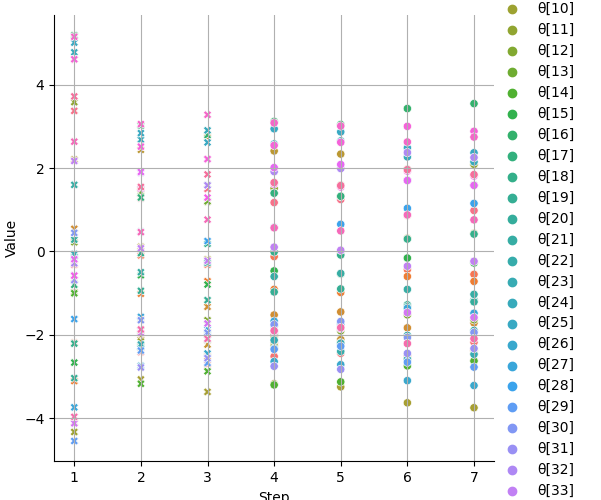 4
2
0
−2
−4
Value
1 2 3 4 5 6 7
Step
θ[10]
θ[11]
θ[12]
θ[13]
θ[14]
θ[15]
θ[16]
θ[17]
θ[18]
θ[19]
θ[20]
θ[21]
θ[22]
θ[23]
θ[24]
θ[25]
θ[26]
θ[27]
θ[28]
θ[29]
θ[30]
θ[31]
θ[32]
θ[33]